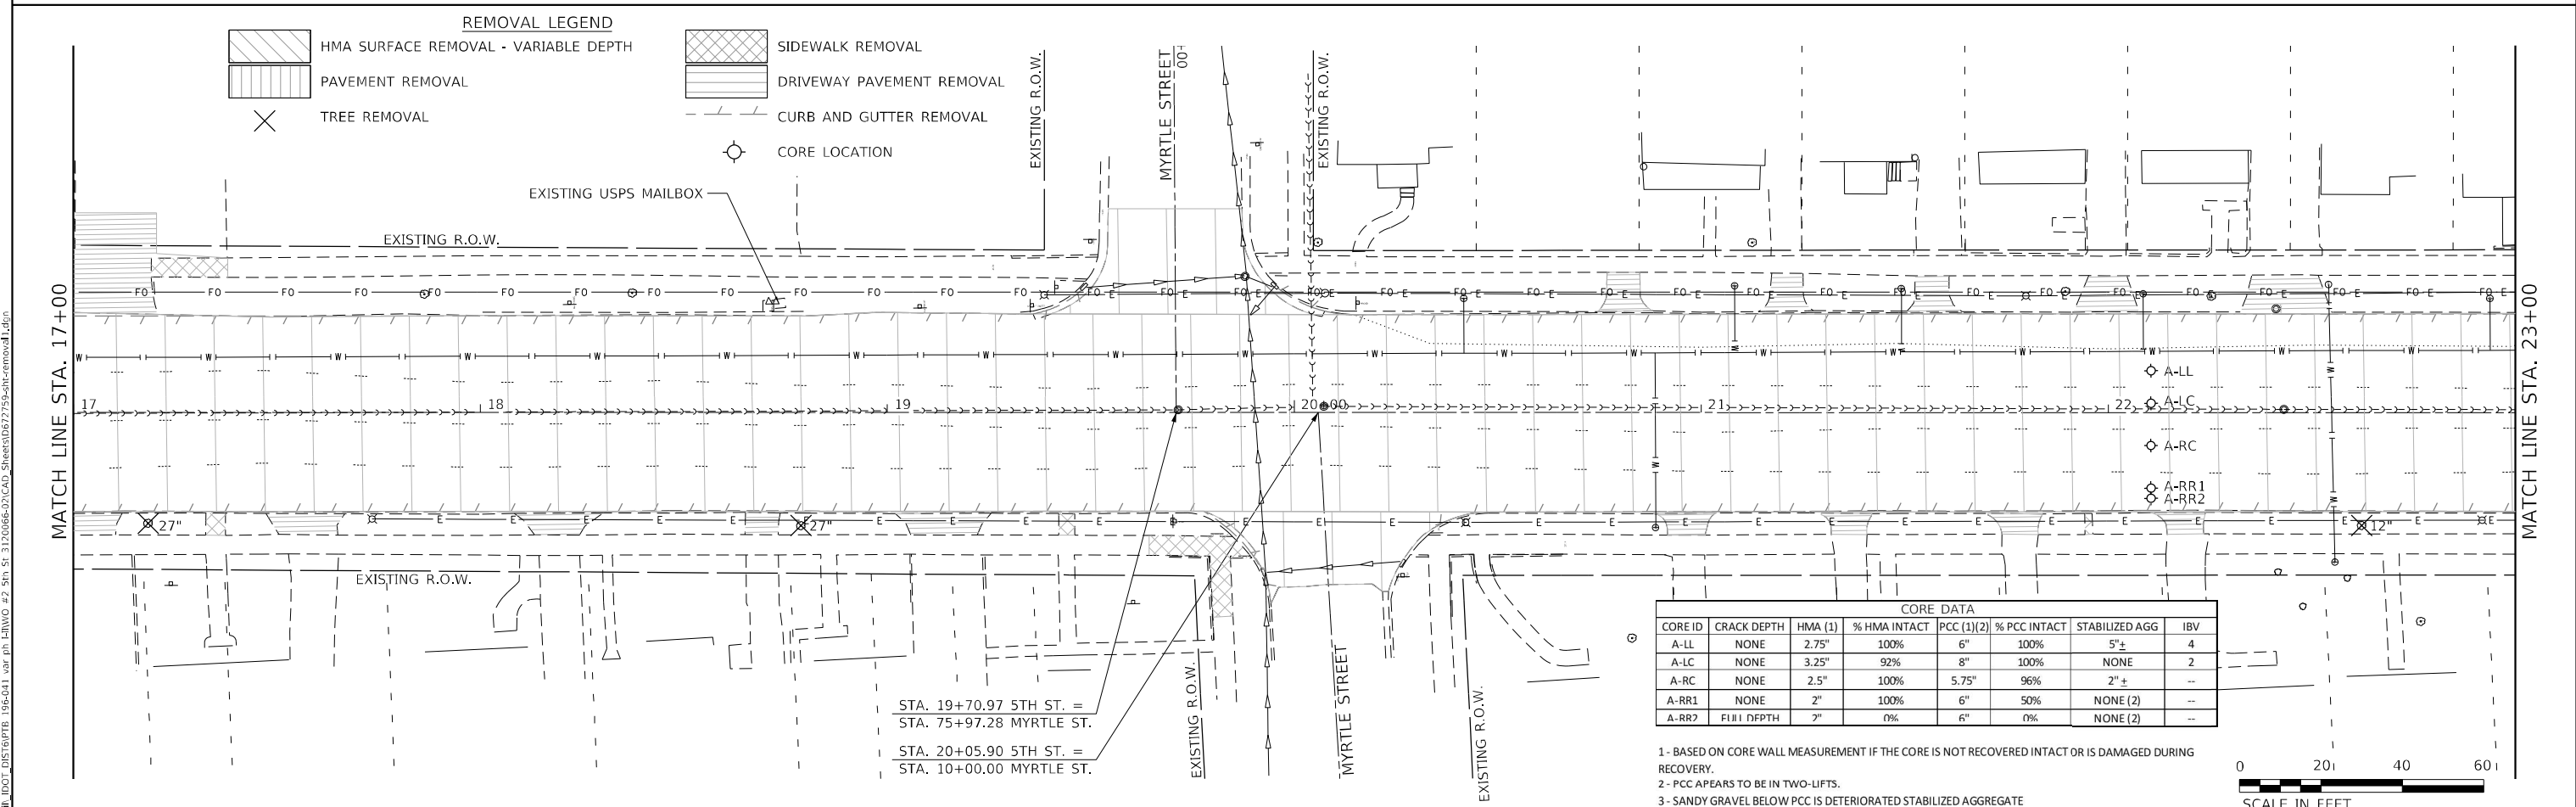 REMOVAL LEGEND
HMA SURFACE REMOVAL - VARIABLE DEPTH
SIDEWALK REMOVAL
PAVEMENT REMOVAL
DRIVEWAY PAVEMENT REMOVAL
TREE REMOVAL
CURB AND GUTTER REMOVAL
CORE LOCATION
EXISTING USPS MAILBOX
EXISTING R.O.W.
MYRTLE STREET
EXISTING R.O.W.
EXISTING R.O.W.
MATCH LINE STA. 17+00
MATCH LINE STA. 23+00
17
18
19
20+00
21
22
A-LL
A-LC
A-RC
A-RR1
A-RR2
27"
27"
12"
EXISTING R.O.W.
STA. 19+70.97 5TH ST. =
STA. 75+97.28 MYRTLE ST.
STA. 20+05.90 5TH ST. =
STA. 10+00.00 MYRTLE ST.
EXISTING R.O.W.
MYRTLE STREET
EXISTING R.O.W.
CORE DATA
CORE ID CRACK DEPTH HMA (1) % HMA INTACT PCC (1)(2) % PCC INTACT STABILIZED AGG IBV
A-LL NONE 2.75" 100% 6" 100% 5"± 4
A-LC NONE 3.25" 92% 8" 100% NONE 2
A-RC NONE 2.5" 100% 5.75" 96% 2" ± --
A-RR1 NONE 2" 100% 6" 50% NONE (2) --
A-RR2 FULL DEPTH 2" 0% 6" 0% NONE (2) --
1 - BASED ON CORE WALL MEASUREMENT IF THE CORE IS NOT RECOVERED INTACT OR IS DAMAGED DURING
RECOVERY.
2 - PCC APEARS TO BE IN TWO-LIFTS.
3 - SANDY GRAVEL BELOW PCC IS DETERIORATED STABILIZED AGGREGATE
0 20 40 60
SCALE IN FEET